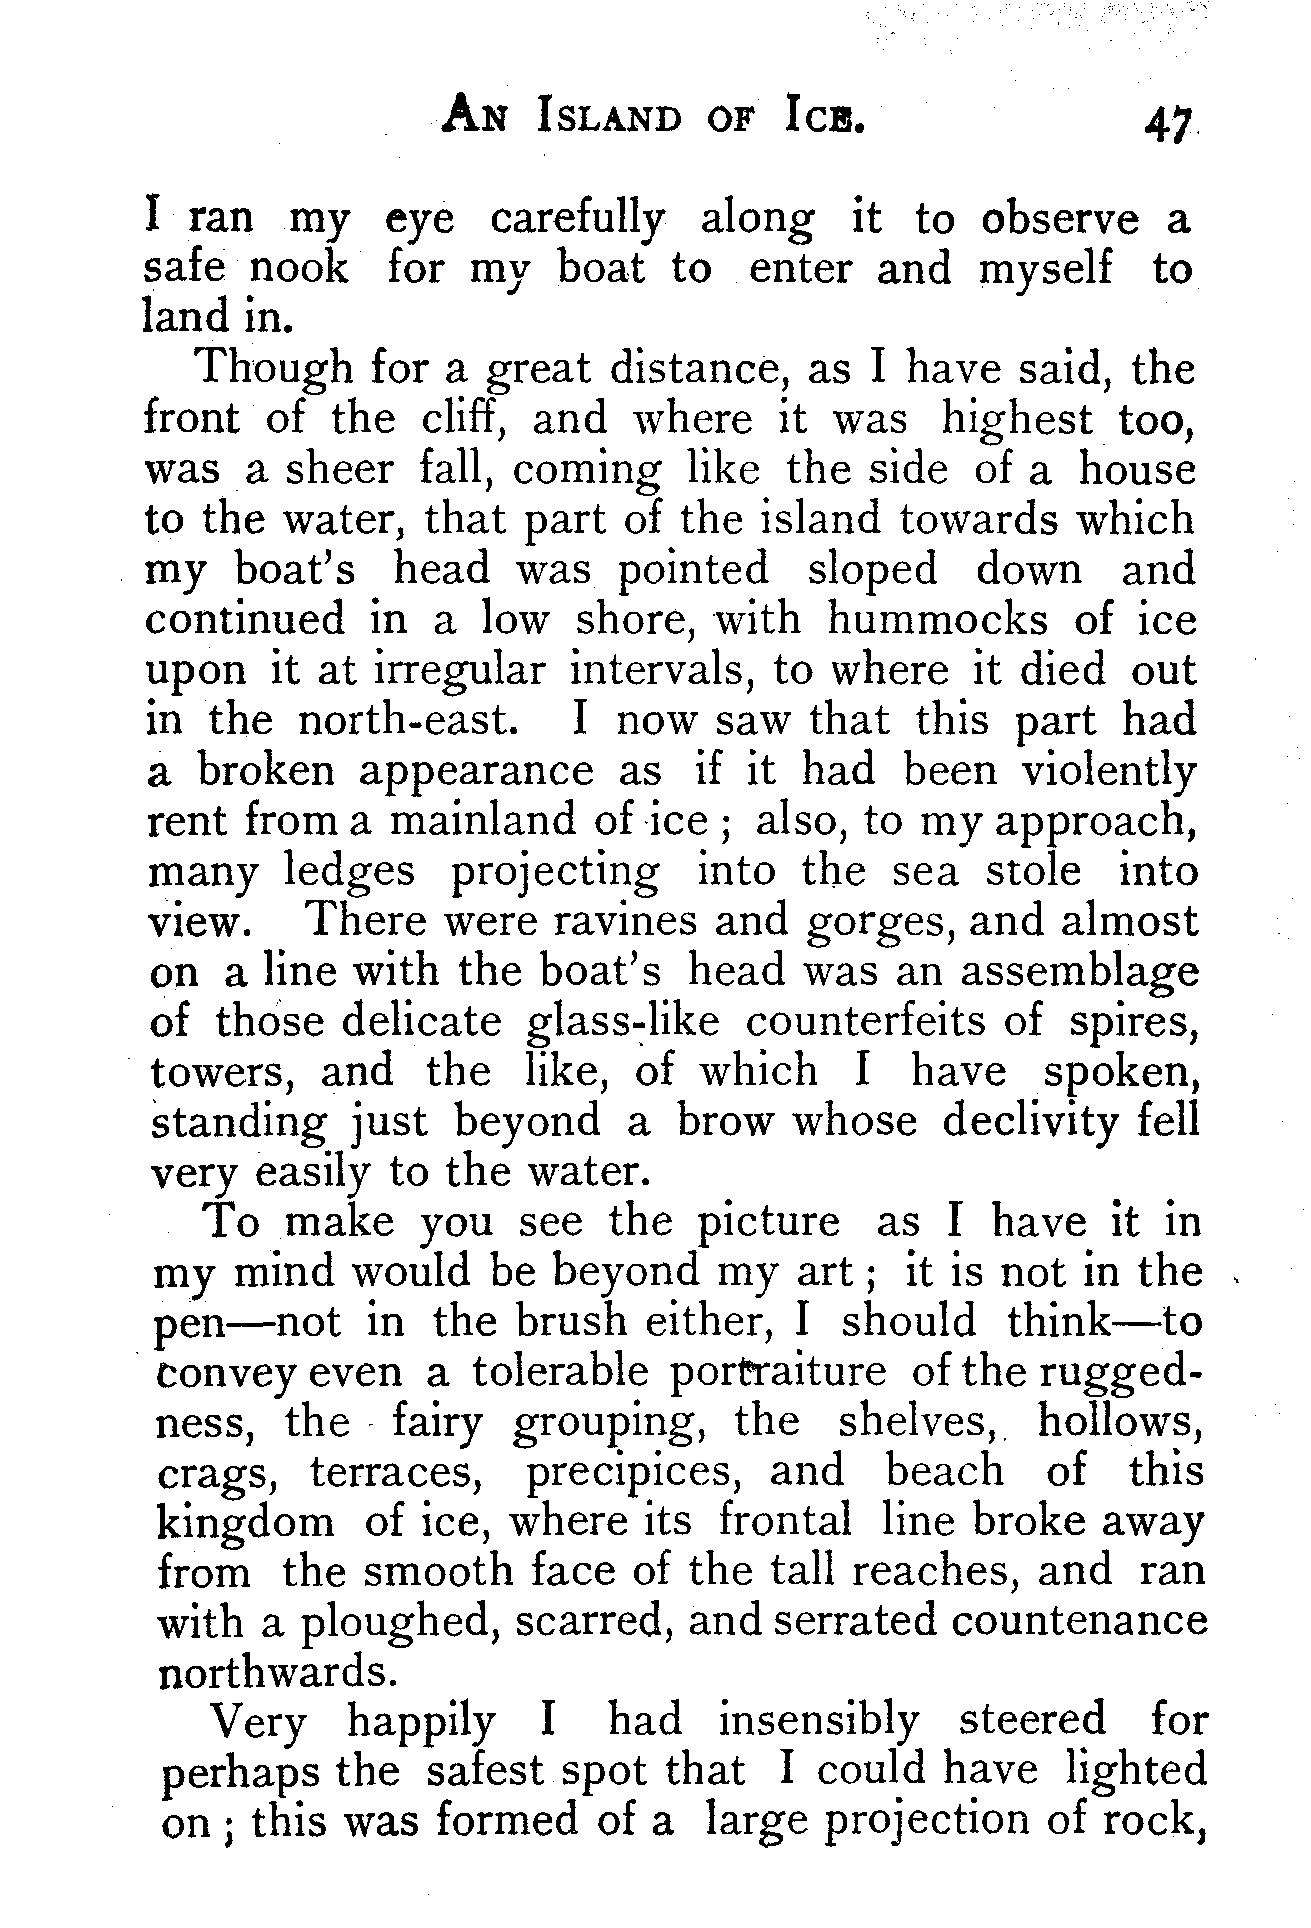 An Island of Ice. 47
I ran my eye carefully along it to observe a
safe nook for my boat to enter and myself to
land in.
Though for a great distance, as I have said, the
front of the cliff, and where it was highest too,
was a sheer fall, coming like the side of a house
to the water, that part of the island towards which
my boat's head was pointed sloped down and
continued in a low shore, with hummocks of ice
upon it at irregular intervals, to where it died out
in the north-east. I now saw that this part had
a broken appearance as if it had been violently
rent from a mainland of ice ; also, to my approach,
many ledges projecting into the sea stole into
view. There were ravines and gorges, and almost
on a line with the boat's head was an assemblage
of those delicate glass-like counterfeits of spires,
towers, and the like, of which I have spoken,
standing just beyond a brow whose declivity fell
very easily to the water.
To make you see the picture as I have it in
my mind would be beyond my art ; it is not in the
pen—not in the brush either, I should think—to
convey even a tolerable portraiture of the rugged-
ness, the fairy grouping, the shelves, hollows,
crags, terraces, precipices, and beach of this
kingdom of ice, where its frontal line broke away
from the smooth face of the tall reaches, and ran
with a ploughed, scarred, and serrated countenance
northwards.
Very happily I had insensibly steered for
perhaps the safest spot that I could have lighted
on ; this was formed of a large projection of rock,